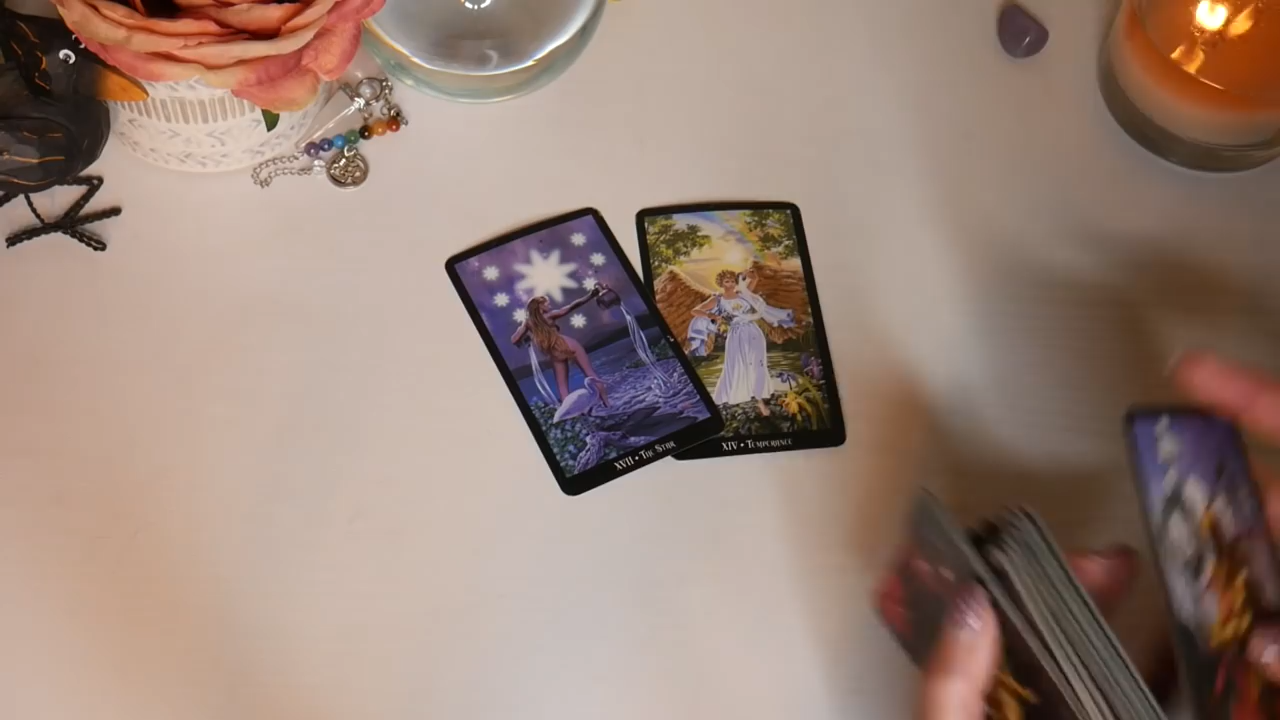 XVII • The Star
XIV • Temperance